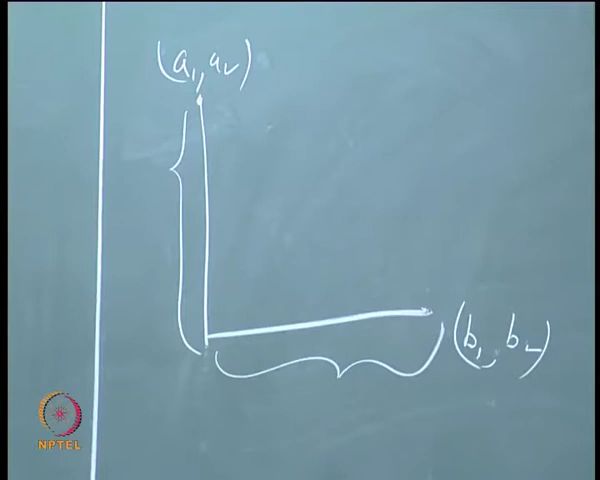 (a₁, a₂)
(b₁, b₂)
NPTEL